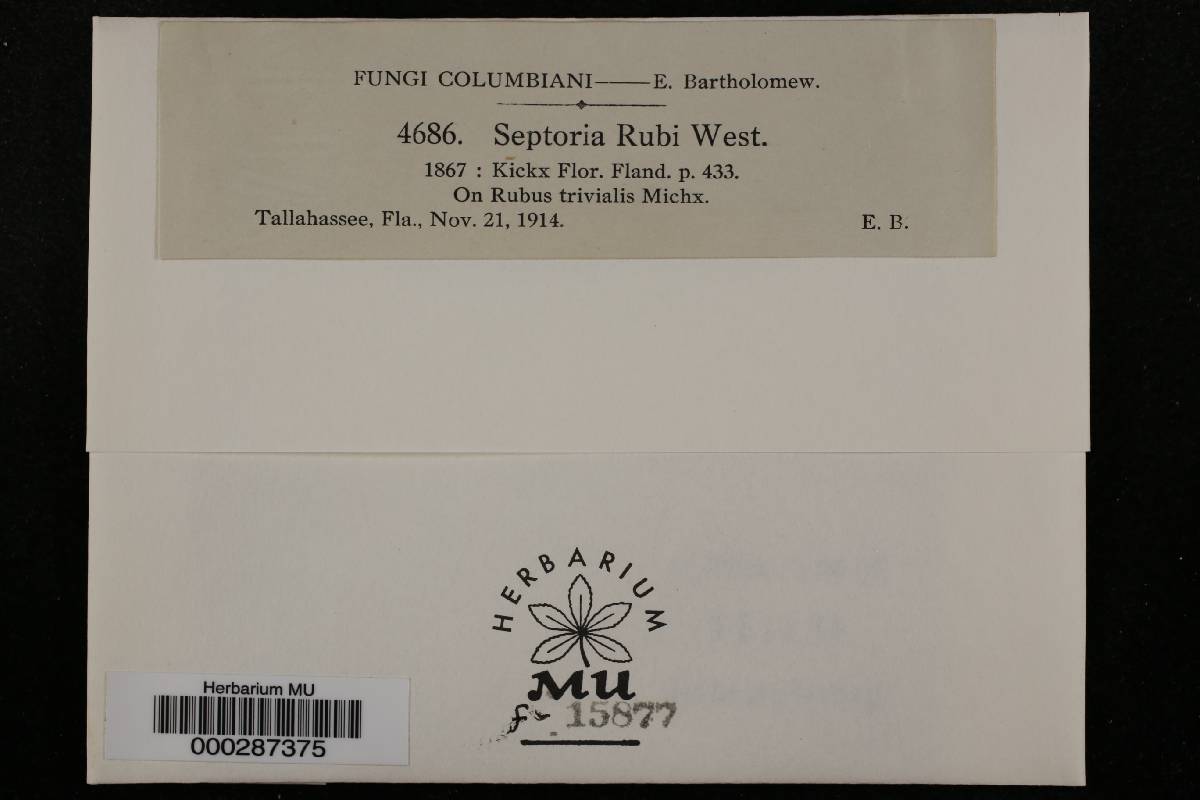 FUNGI COLUMBIANI——E. Bartholomew.
4686. Septoria Rubi West.
1867 : Kickx Flor. Fland. p. 433.
On Rubus trivialis Michx.
Tallahassee, Fla., Nov. 21, 1914. E. B.
HERBARIUM
MU
f- 15877
Herbarium MU
000287375